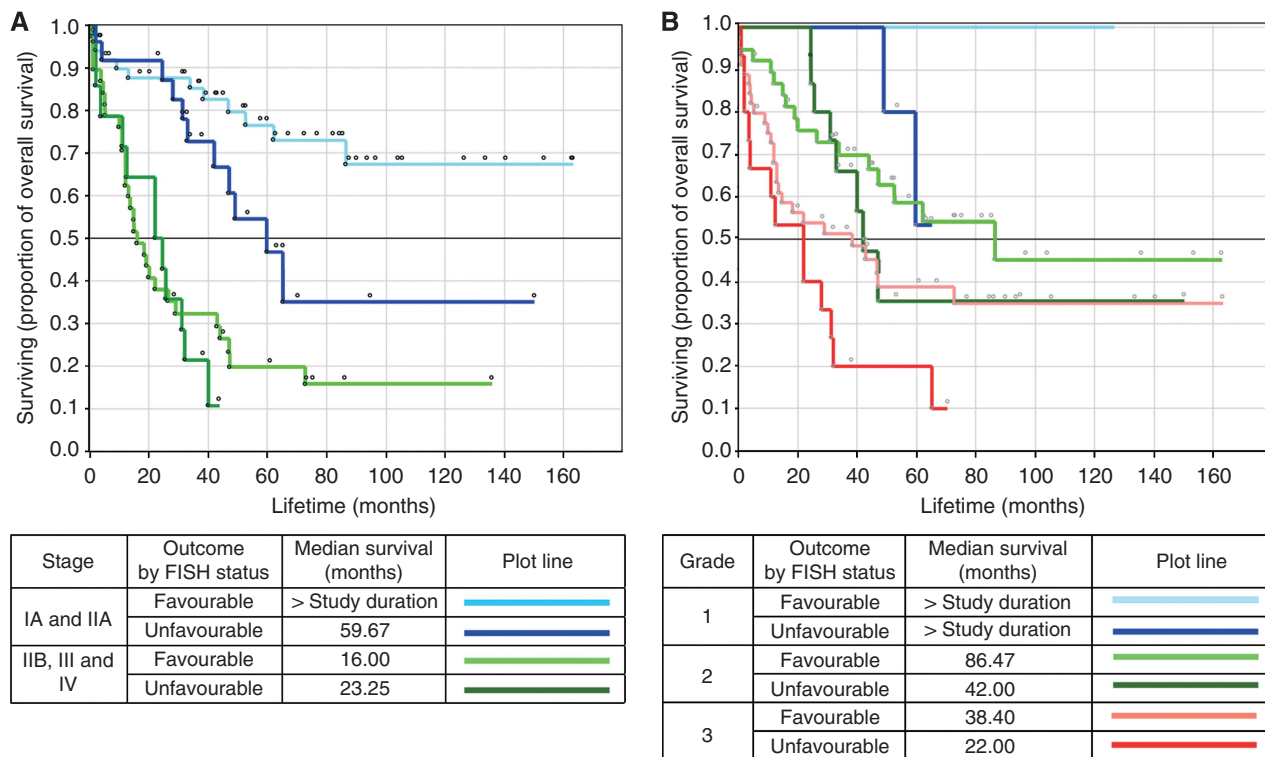 A
Surviving (proportion of overall survival)
1.0
0.9
0.8
0.7
0.6
0.5
0.4
0.3
0.2
0.1
0.0
0 20 40 60 80 100 120 140 160
Lifetime (months)
Stage Outcome by FISH status Median survival (months) Plot line
IA and IIA Favourable > Study duration
Unfavourable 59.67
IIB, III and IV Favourable 16.00
Unfavourable 23.25
B
Surviving (proportion of overall survival)
1.0
0.9
0.8
0.7
0.6
0.5
0.4
0.3
0.2
0.1
0.0
0 20 40 60 80 100 120 140 160
Lifetime (months)
Grade Outcome by FISH status Median survival (months) Plot line
1 Favourable > Study duration
Unfavourable > Study duration
2 Favourable 86.47
Unfavourable 42.00
3 Favourable 38.40
Unfavourable 22.00